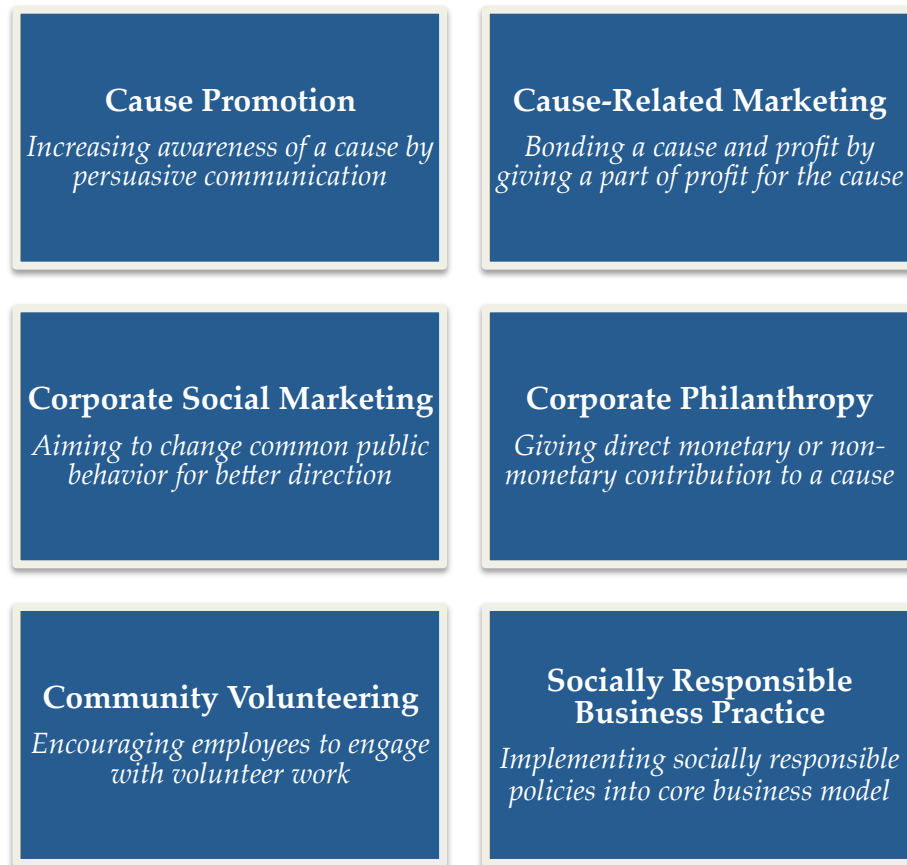 Cause Promotion
Increasing awareness of a cause by
persuasive communication
Cause-Related Marketing
Bonding a cause and profit by
giving a part of profit for the cause
Corporate Social Marketing
Aiming to change common public
behavior for better direction
Corporate Philanthropy
Giving direct monetary or non-
monetary contribution to a cause
Community Volunteering
Encouraging employees to engage
with volunteer work
Socially Responsible
Business Practice
Implementing socially responsible
policies into core business model